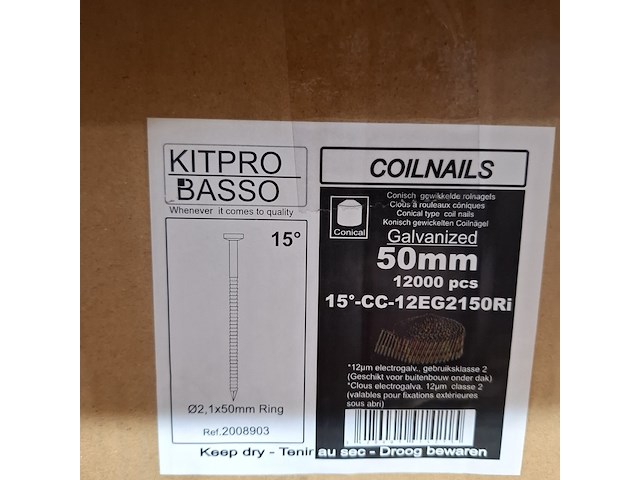 KITPRO
BASSO
Whenever it comes to quality
15°
Ø2,1x50mm Ring
Ref.2008903
COILNAILS
Conical
Conisch gewikkelde rolnagels
Clous à rouleaux côniques
Conical type coil nails
Konisch gewickelten Coilnägel
Galvanized
50mm
12000 pcs
15°-CC-12EG2150Ri
*12µm electrogalv., gebruiksklasse 2
(Geschikt voor buitenbouw onder dak)
*Clous electrogalva. 12µm classe 2
(valables pour fixations extérieures
sous abri)
Keep dry - Tenir au sec - Droog bewaren